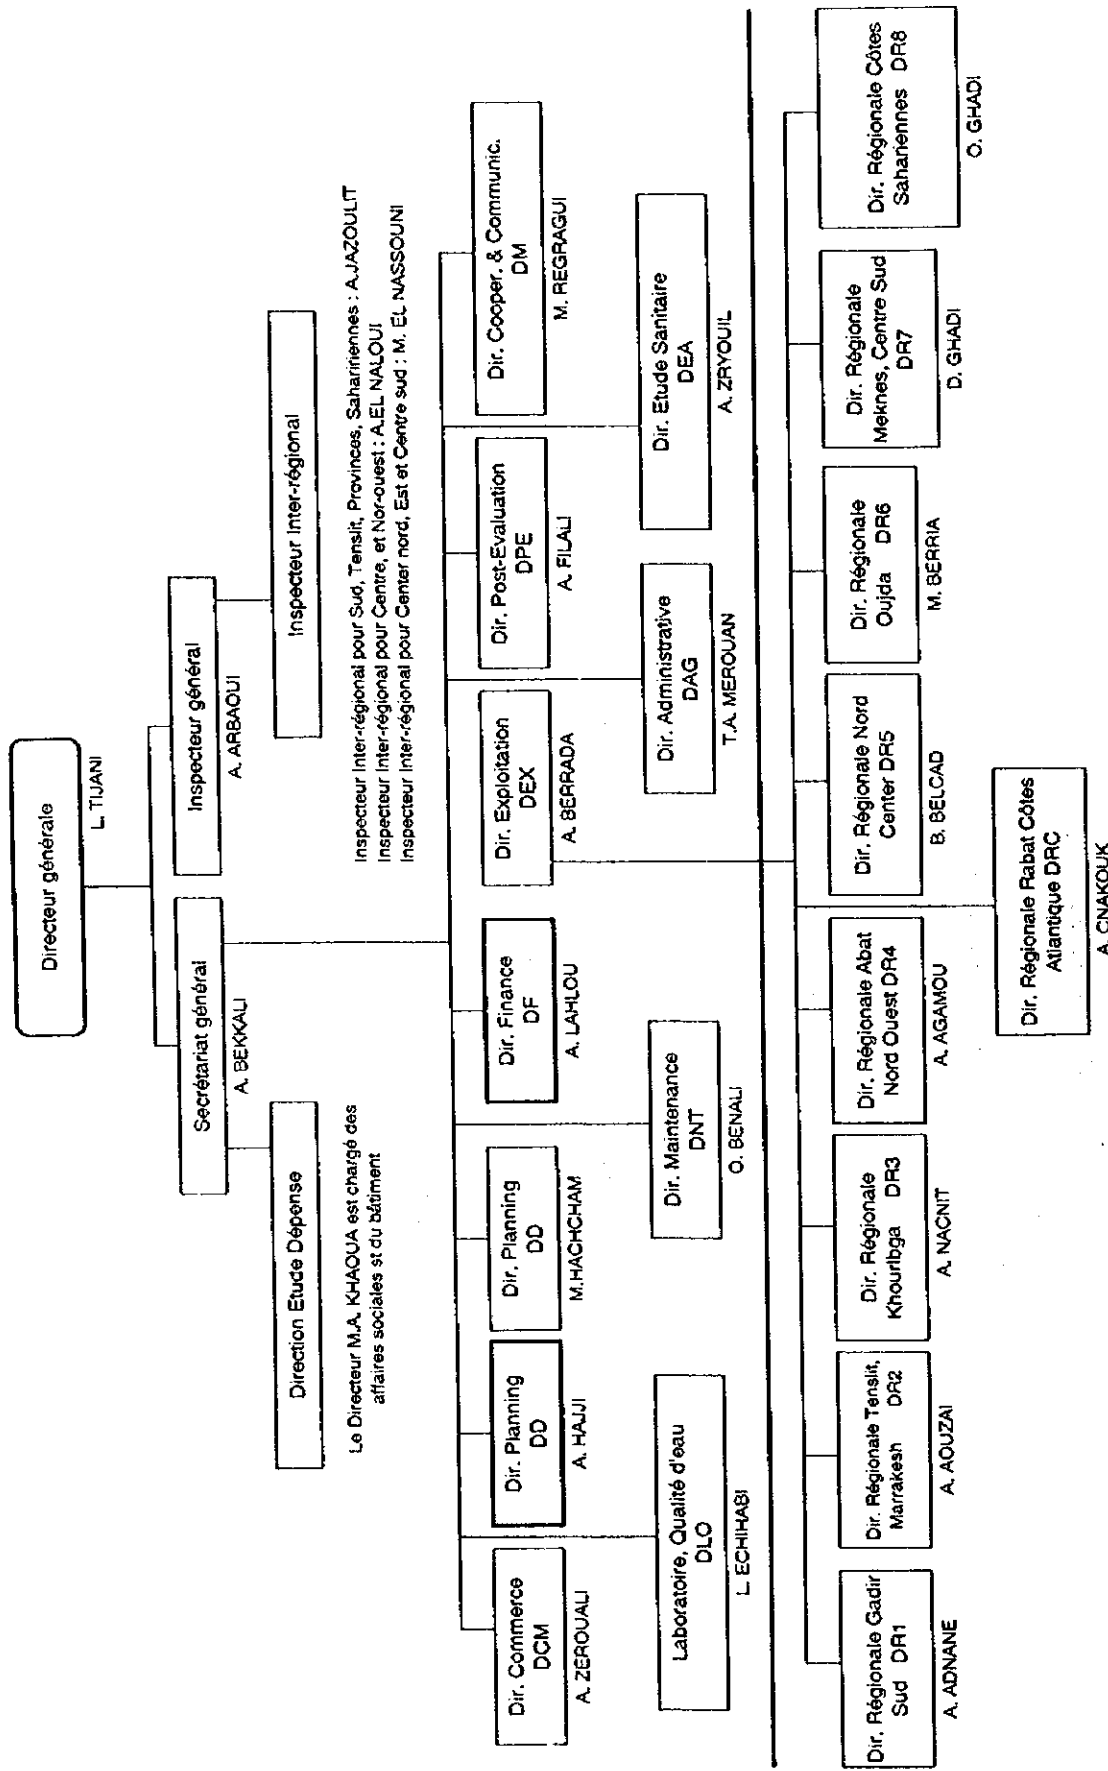 Directeur générale
L. TIJANI
Secrétariat général
A. BEKKALI
Inspecteur général
A. ARBAOUI
Direction Etude Dépense
Le Directeur M.A. KHAOUA est chargé des
affaires sociales st du bâtiment
Inspecteur Inter-régional
Inspecteur Inter-régional pour Sud, Tenslt, Provinces, Saharriennes : A.JAZOULIT
Inspecteur Inter-régional pour Centre, et Nor-ouest : A.EL NALOUI
Inspecteur Inter-régional pour Center nord, Est et Centre sud : M. EL NASSOUNI
Dir. Commerce
DCM
A. ZEROUALI
Dir. Planning
DD
A. HAJJI
Dir. Planning
DD
M.HACHCHAM
Dir. Finance
DF
A. LAHLOU
Dir. Exploitation
DEX
A. BERRADA
Dir. Post-Evaluation
DPE
A. FILALI
Dir. Cooper. & Communic.
DM
M. REGRAGUI
Laboratoire, Qualité d'eau
DLO
L. ECHIHABI
Dir. Maintenance
DNT
O. BENALI
Dir. Administrative
DAG
T.A. MEROUAN
Dir. Etude Sanitaire
DEA
A. ZRYOUIL
Dir. Régionale Gadir
Sud DR1
A. ADNANE
Dir. Régionale Tenslit,
Marrakesh DR2
A. AOUZAI
Dir. Régionale
Khouribga DR3
A. NACNIT
Dir. Régionale Abat
Nord Ouest DR4
A. AGAMOU
Dir. Régionale Nord
Center DR5
B. BELCAD
Dir. Régionale
Oujda DR6
M. BERRIA
Dir. Régionale
Meknes, Centre Sud
DR7
D. GHADI
Dir. Régionale Côtes
Sahariennes DR8
O. GHADI
Dir. Régionale Rabat Côtes
Atlantique DRC
A. CNAKOUK